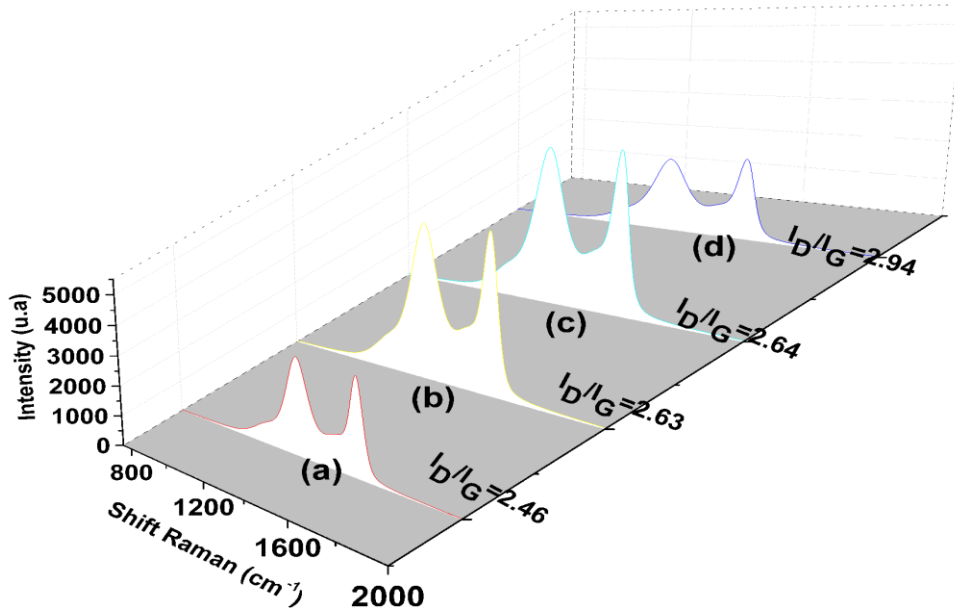 Intensity (u.a)
5000
4000
3000
2000
1000
0
800
1200
1600
2000
Shift Raman (cm⁻¹)
(a)
(b)
(c)
(d)
I_D/I_G=2.46
I_D/I_G=2.63
I_D/I_G=2.64
I_D/I_G=2.94